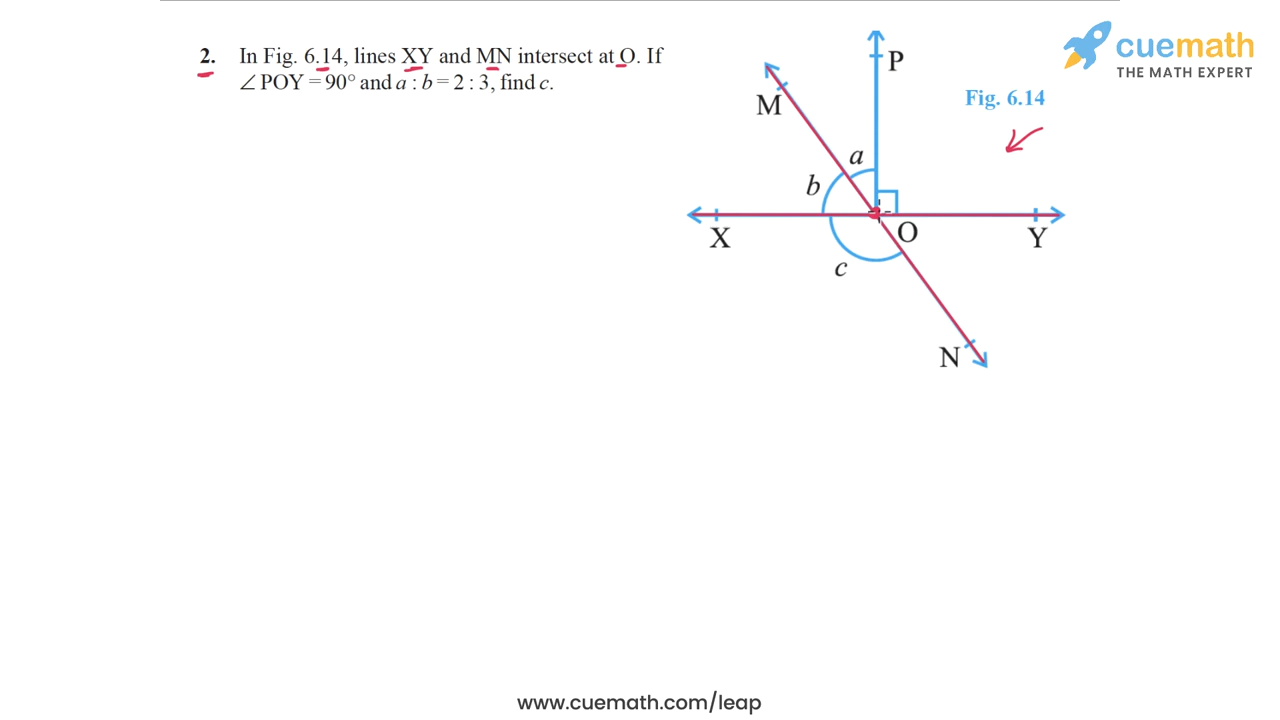 2. In Fig. 6.14, lines XY and MN intersect at O. If
∠ POY = 90° and a : b = 2 : 3, find c.
cuemath
THE MATH EXPERT
Fig. 6.14
P
M
a
b
X
O
Y
c
N
www.cuemath.com/leap